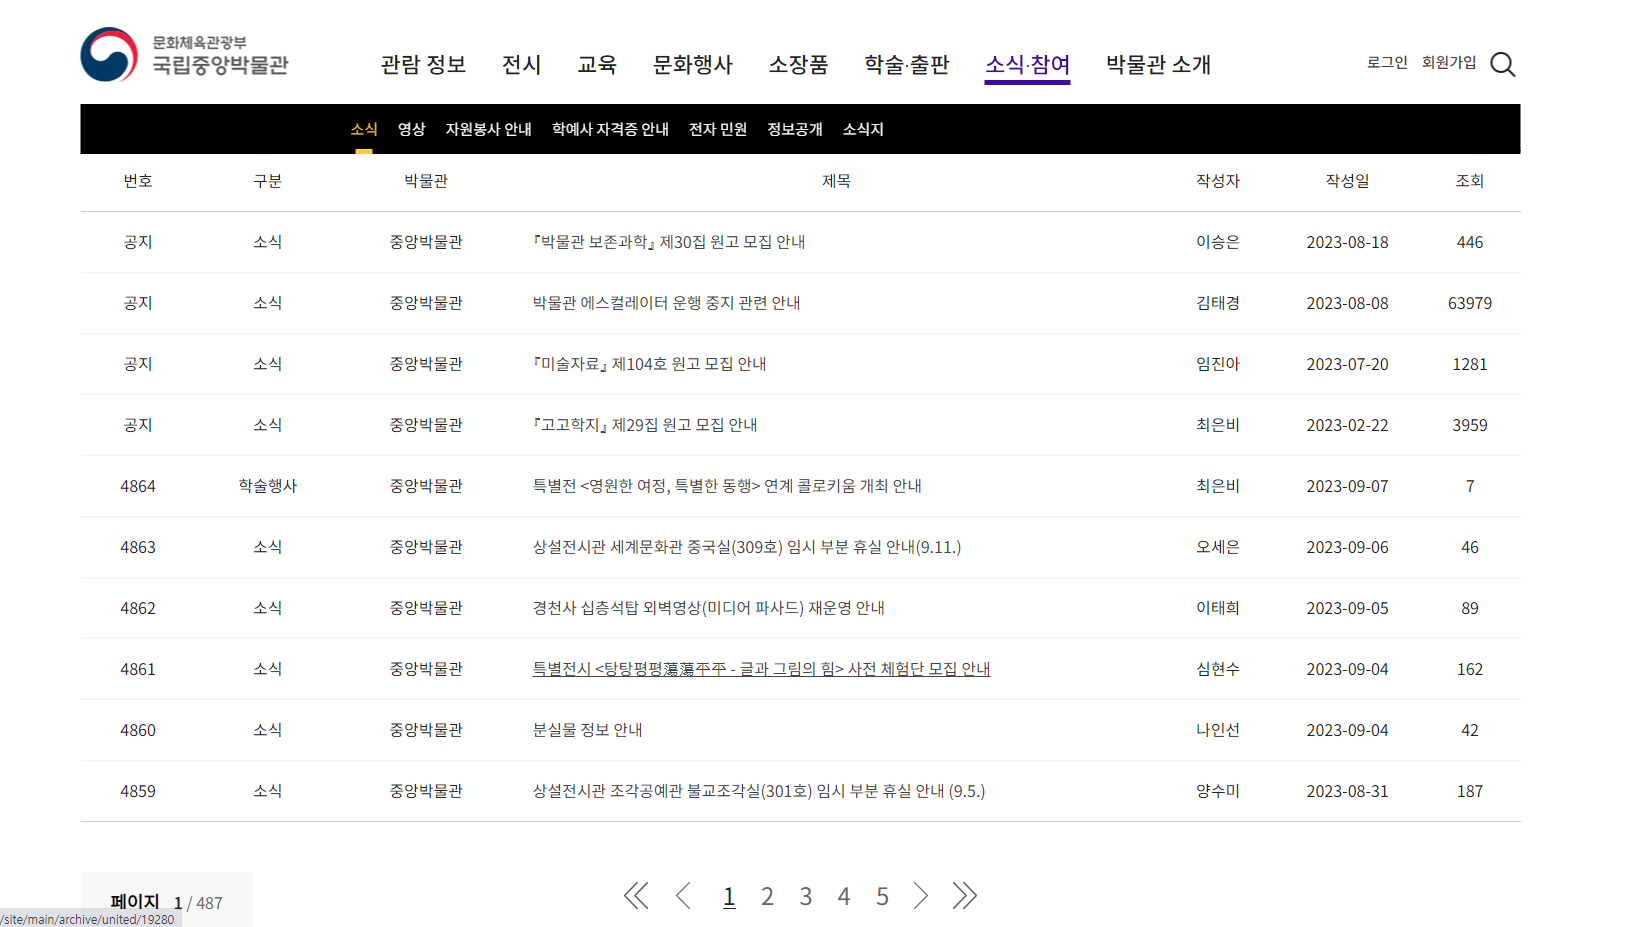 문화체육관광부
국립중앙박물관
관람 정보 전시 교육 문화행사 소장품 학술·출판 소식·참여 박물관 소개
로그인 회원가입
소식 영상 자원봉사 안내 학예사 자격증 안내 전자 민원 정보공개 소식지
번호 구분 박물관 제목 작성자 작성일 조회
공지 소식 중앙박물관 『박물관 보존과학』 제30집 원고 모집 안내 이승은 2023-08-18 446
공지 소식 중앙박물관 박물관 에스컬레이터 운행 중지 관련 안내 김태경 2023-08-08 63979
공지 소식 중앙박물관 『미술자료』 제104호 원고 모집 안내 임진아 2023-07-20 1281
공지 소식 중앙박물관 『고고학지』 제29집 원고 모집 안내 최은비 2023-02-22 3959
4864 학술행사 중앙박물관 특별전 <영원한 여정, 특별한 동행> 연계 콜로키움 개최 안내 최은비 2023-09-07 7
4863 소식 중앙박물관 상설전시관 세계문화관 중국실(309호) 임시 부분 휴실 안내(9.11.) 오세은 2023-09-06 46
4862 소식 중앙박물관 경천사 십층석탑 외벽영상(미디어 파사드) 재운영 안내 이태희 2023-09-05 89
4861 소식 중앙박물관 특별전시 <탕탕평평蕩蕩平平 - 글과 그림의 힘> 사전 체험단 모집 안내 심현수 2023-09-04 162
4860 소식 중앙박물관 분실물 정보 안내 나인선 2023-09-04 42
4859 소식 중앙박물관 상설전시관 조각공예관 불교조각실(301호) 임시 부분 휴실 안내 (9.5.) 양수미 2023-08-31 187
페이지 1 / 487
1 2 3 4 5
/site/main/archive/united/19280